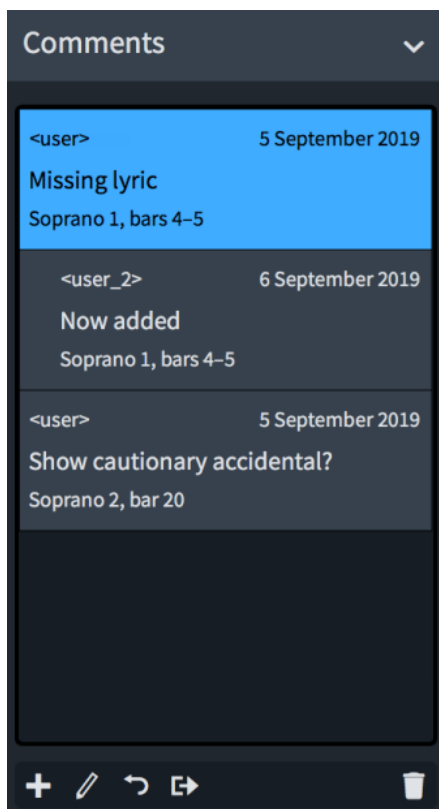 Comments
<user> 5 September 2019
Missing lyric
Soprano 1, bars 4–5
<user_2> 6 September 2019
Now added
Soprano 1, bars 4–5
<user> 5 September 2019
Show cautionary accidental?
Soprano 2, bar 20